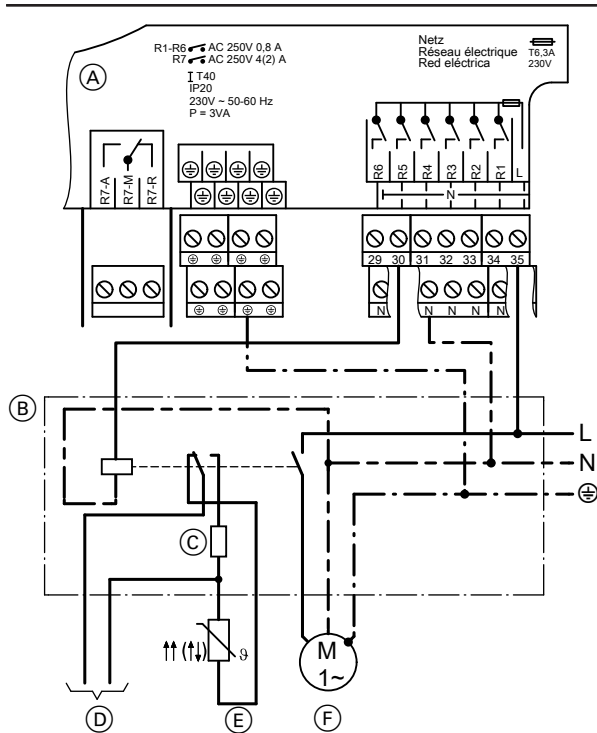 R1-R6 AC 250V 0,8 A
R7 AC 250V 4(2) A
T40
IP20
230V ~ 50-60 Hz
P = 3VA
Netz
Réseau électrique
Red eléctrica
T6,3A
230V
A
R7-A
R7-M
R7-R
R6
R5
R4
R3
R2
R1
L
N
29 30 31 32 33 34 35
N N N N N
B
L
N
C
M
1~
ϑ
D
E
F